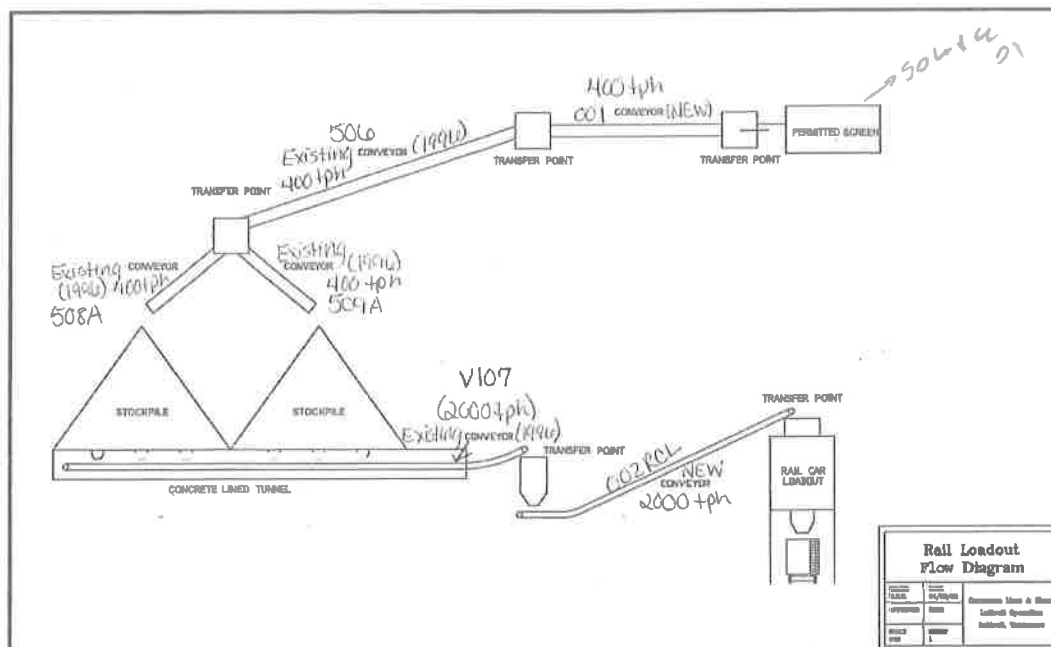 → Source
01
400 tph
001 CONVEYOR (NEW)
PERMITTED SCREEN
TRANSFER POINT
TRANSFER POINT
506
Existing CONVEYOR (1996)
400 tph
TRANSFER POINT
Existing CONVEYOR
(1996) 400 tph
508A
Existing
CONVEYOR (1996)
400 tph
509A
STOCKPILE
STOCKPILE
V107
(2000 tph)
Existing CONVEYOR (1996)
TRANSFER POINT
CONCRETE LINED TUNNEL
002RCL
NEW
CONVEYOR
2000 tph
TRANSFER POINT
RAIL CAR
LOADOUT
Rail Loadout
Flow Diagram